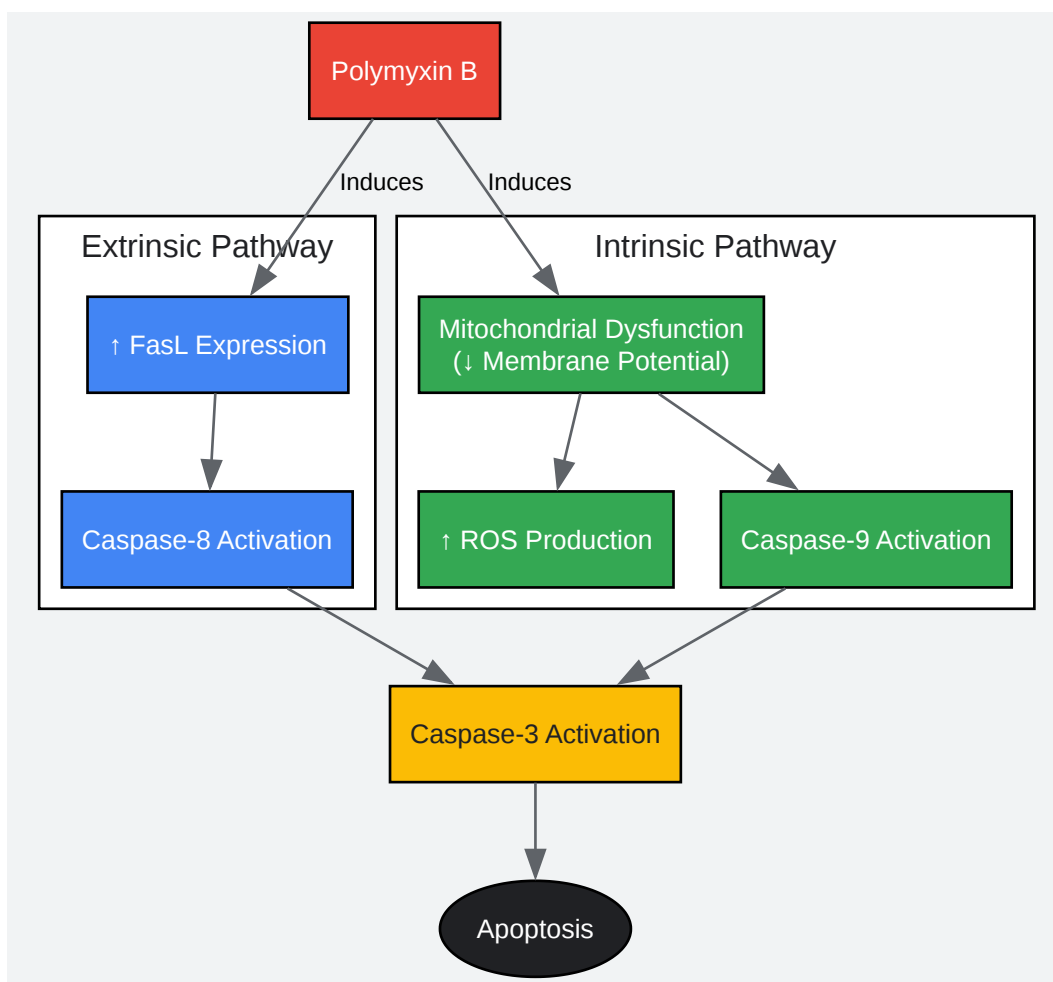 Polymyxin B
Induces
Induces
Extrinsic Pathway
Intrinsic Pathway
↑ FasL Expression
Mitochondrial Dysfunction
(↓ Membrane Potential)
Caspase-8 Activation
↑ ROS Production
Caspase-9 Activation
Caspase-3 Activation
Apoptosis